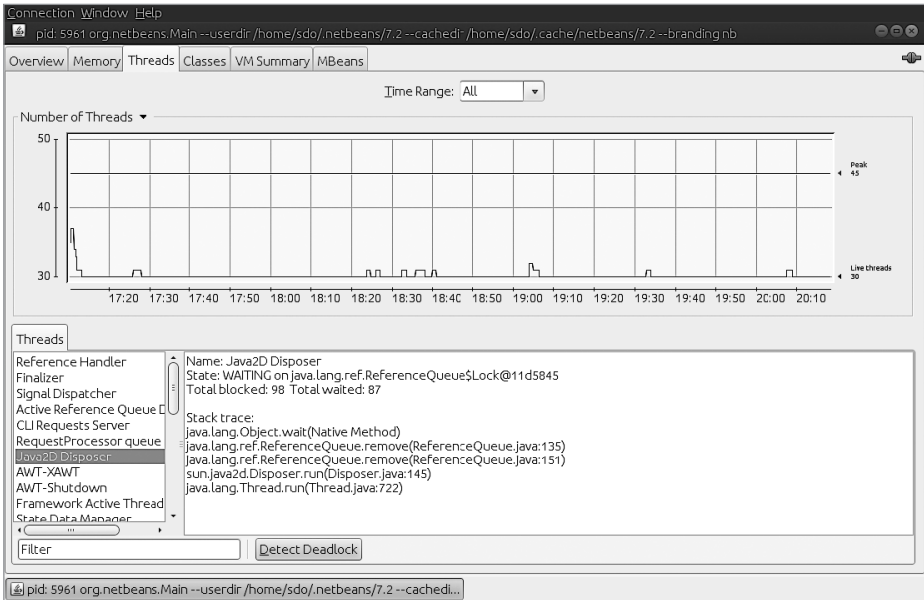 Connection Window Help
pid: 5961 org.netbeans.Main --userdir /home/sdo/.netbeans/7.2 --cachedir /home/sdo/.cache/netbeans/7.2 --branding nb
Overview Memory Threads Classes VM Summary MBeans
Time Range: All
Number of Threads
50
40
30
Peak
45
Live threads
30
17:20 17:30 17:40 17:50 18:00 18:10 18:20 18:30 18:40 18:50 19:00 19:10 19:20 19:30 19:40 19:50 20:00 20:10
Threads
Reference Handler
Finalizer
Signal Dispatcher
Active Reference Queue D
CLI Requests Server
RequestProcessor queue
Java2D Disposer
AWT-XAWT
AWT-Shutdown
Framework Active Thread
State Data Manager
Name: Java2D Disposer
State: WAITING on java.lang.ref.ReferenceQueue$Lock@11d5845
Total blocked: 98 Total waited: 87
Stack trace:
java.lang.Object.wait(Native Method)
java.lang.ref.ReferenceQueue.remove(ReferenceQueue.java:135)
java.lang.ref.ReferenceQueue.remove(ReferenceQueue.java:151)
sun.java2d.Disposer.run(Disposer.java:145)
java.lang.Thread.run(Thread.java:722)
Filter
Detect Deadlock
pid: 5961 org.netbeans.Main --userdir /home/sdo/.netbeans/7.2 --cachedi...